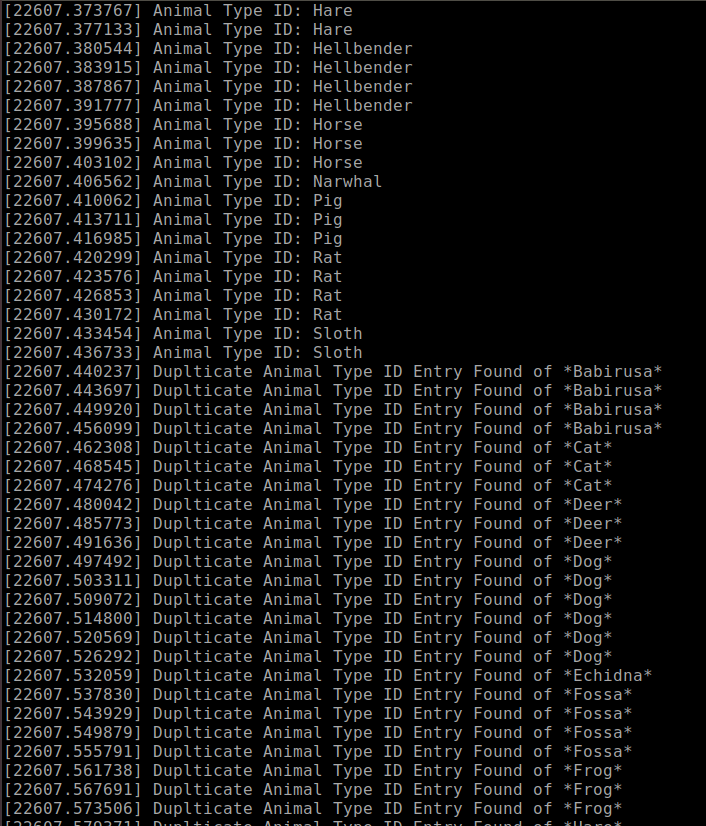 [22607.373767] Animal Type ID: Hare
[22607.377133] Animal Type ID: Hare
[22607.380544] Animal Type ID: Hellbender
[22607.383915] Animal Type ID: Hellbender
[22607.387867] Animal Type ID: Hellbender
[22607.391777] Animal Type ID: Hellbender
[22607.395688] Animal Type ID: Horse
[22607.399635] Animal Type ID: Horse
[22607.403102] Animal Type ID: Horse
[22607.406562] Animal Type ID: Narwhal
[22607.410062] Animal Type ID: Pig
[22607.413711] Animal Type ID: Pig
[22607.416985] Animal Type ID: Pig
[22607.420299] Animal Type ID: Rat
[22607.423576] Animal Type ID: Rat
[22607.426853] Animal Type ID: Rat
[22607.430172] Animal Type ID: Rat
[22607.433454] Animal Type ID: Sloth
[22607.436733] Animal Type ID: Sloth
[22607.440237] Duplticate Animal Type ID Entry Found of *Babirusa*
[22607.443697] Duplticate Animal Type ID Entry Found of *Babirusa*
[22607.449920] Duplticate Animal Type ID Entry Found of *Babirusa*
[22607.456099] Duplticate Animal Type ID Entry Found of *Babirusa*
[22607.462308] Duplticate Animal Type ID Entry Found of *Cat*
[22607.468545] Duplticate Animal Type ID Entry Found of *Cat*
[22607.474276] Duplticate Animal Type ID Entry Found of *Cat*
[22607.480042] Duplticate Animal Type ID Entry Found of *Deer*
[22607.485773] Duplticate Animal Type ID Entry Found of *Deer*
[22607.491636] Duplticate Animal Type ID Entry Found of *Deer*
[22607.497492] Duplticate Animal Type ID Entry Found of *Dog*
[22607.503311] Duplticate Animal Type ID Entry Found of *Dog*
[22607.509072] Duplticate Animal Type ID Entry Found of *Dog*
[22607.514800] Duplticate Animal Type ID Entry Found of *Dog*
[22607.520569] Duplticate Animal Type ID Entry Found of *Dog*
[22607.526292] Duplticate Animal Type ID Entry Found of *Dog*
[22607.532059] Duplticate Animal Type ID Entry Found of *Echidna*
[22607.537830] Duplticate Animal Type ID Entry Found of *Fossa*
[22607.543929] Duplticate Animal Type ID Entry Found of *Fossa*
[22607.549879] Duplticate Animal Type ID Entry Found of *Fossa*
[22607.555791] Duplticate Animal Type ID Entry Found of *Fossa*
[22607.561738] Duplticate Animal Type ID Entry Found of *Frog*
[22607.567691] Duplticate Animal Type ID Entry Found of *Frog*
[22607.573506] Duplticate Animal Type ID Entry Found of *Frog*
Duplticate Animal Type ID Entry Found of